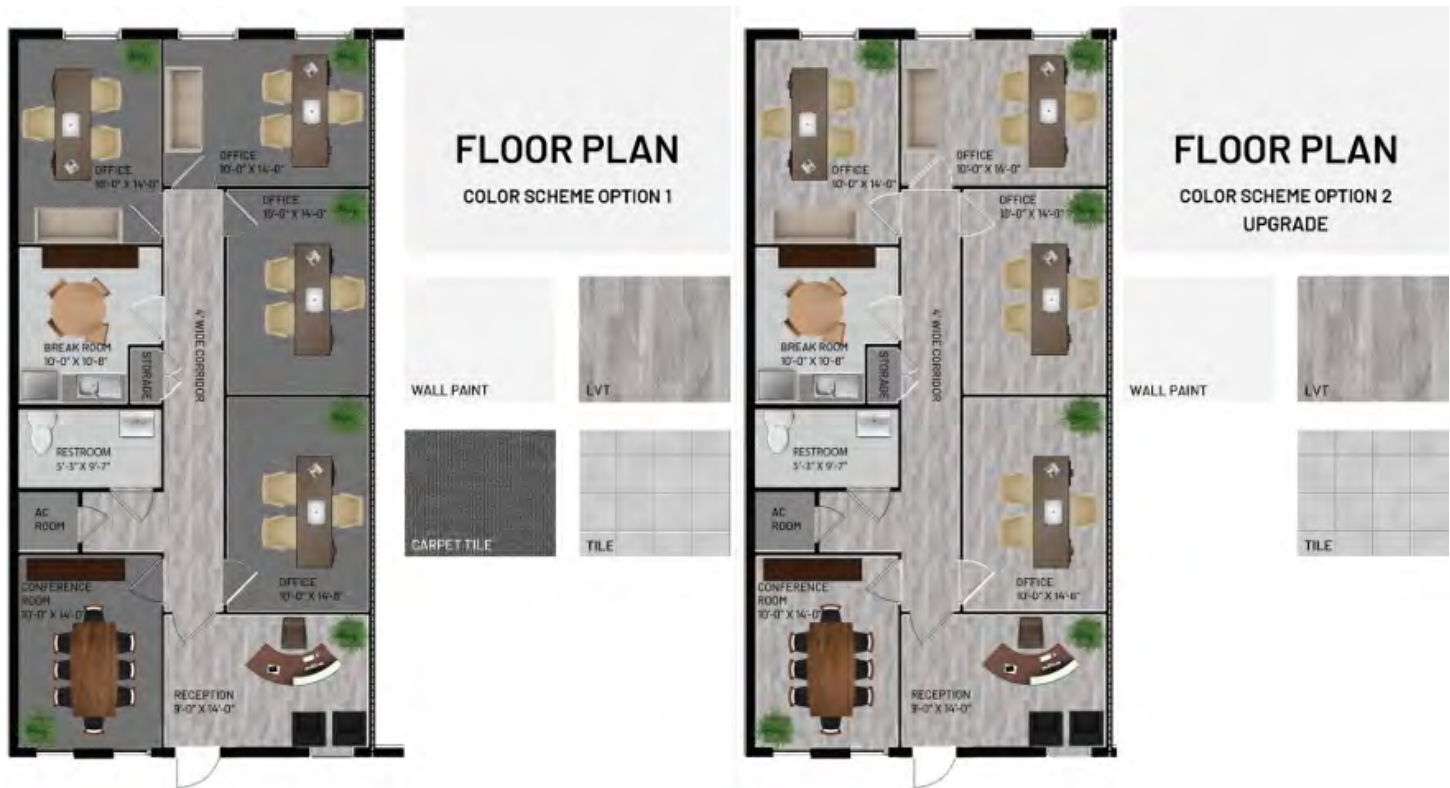 OFFICE
10'-0" X 14'-0"
OFFICE
10'-0" X 14'-0"
OFFICE
10'-0" X 14'-0"
4' WIDE CORRIDOR
BREAK ROOM
10'-0" X 10'-8"
STORAGE
RESTROOM
5'-3" X 9'-7"
AC
ROOM
CONFERENCE
ROOM
10'-0" X 14'-0"
OFFICE
10'-0" X 14'-8"
RECEPTION
9'-0" X 14'-0"
FLOOR PLAN
COLOR SCHEME OPTION 1
WALL PAINT
LVT
CARPET TILE
TILE
OFFICE
10'-0" X 14'-0"
OFFICE
10'-0" X 14'-0"
OFFICE
10'-0" X 14'-0"
4' WIDE CORRIDOR
BREAK ROOM
10'-0" X 10'-8"
STORAGE
RESTROOM
5'-3" X 9'-7"
AC
ROOM
CONFERENCE
ROOM
10'-0" X 14'-0"
OFFICE
10'-0" X 14'-8"
RECEPTION
9'-0" X 14'-0"
FLOOR PLAN
COLOR SCHEME OPTION 2
UPGRADE
WALL PAINT
LVT
TILE